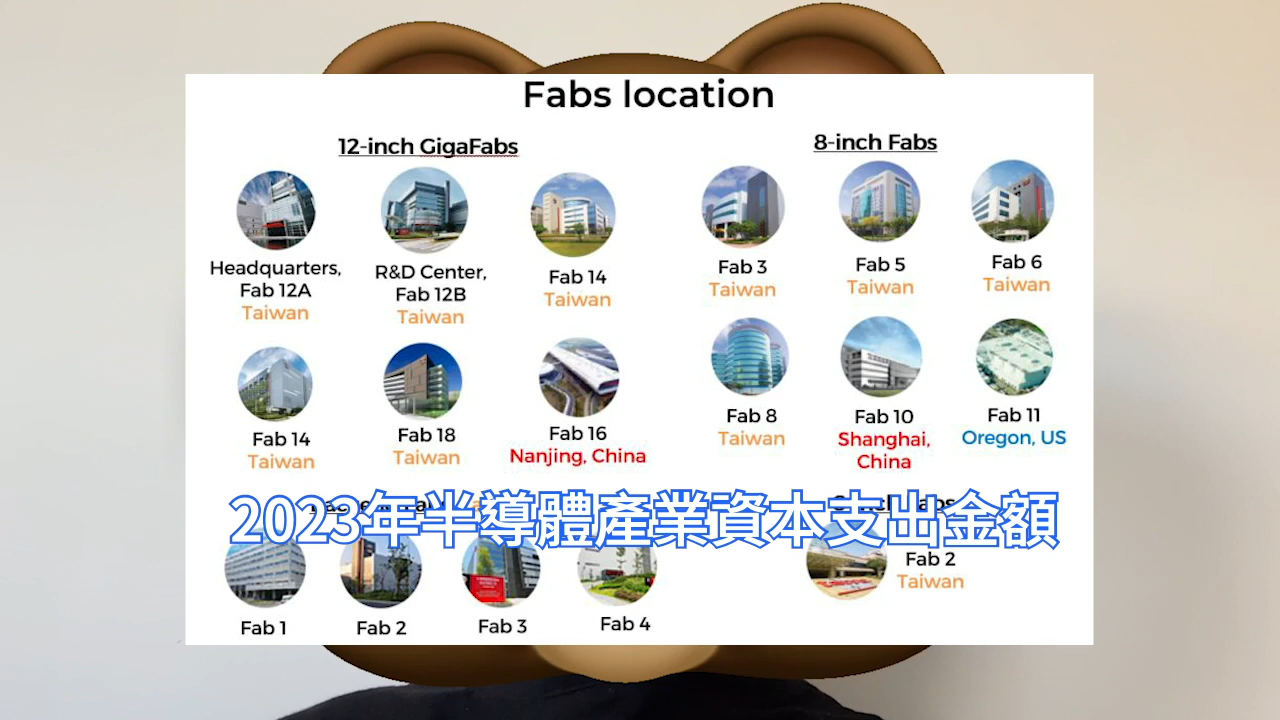 Fabs location
12-inch GigaFabs
Headquarters,
Fab 12A
Taiwan
R&D Center,
Fab 12B
Taiwan
Fab 14
Taiwan
Fab 14
Taiwan
Fab 18
Taiwan
Fab 16
Nanjing, China
8-inch Fabs
Fab 3
Taiwan
Fab 5
Taiwan
Fab 6
Taiwan
Fab 8
Taiwan
Fab 10
Shanghai,
China
Fab 11
Oregon, US
2023年半導體產業資本支出金額
Fab 1
Fab 2
Fab 3
Fab 4
Fab 2
Taiwan